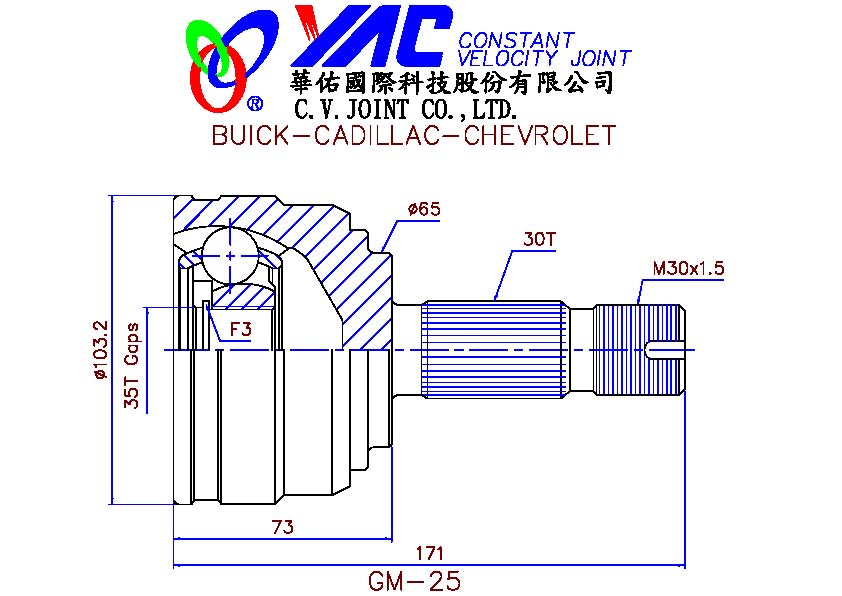 YAC CONSTANT
VELOCITY JOINT
®
華佑國際科技股份有限公司
C.V.JOINT CO.,LTD.
BUICK-CADILLAC-CHEVROLET
ø65
30T
M30x1.5
F3
ø103.2
35T Gaps
73
171
GM-25